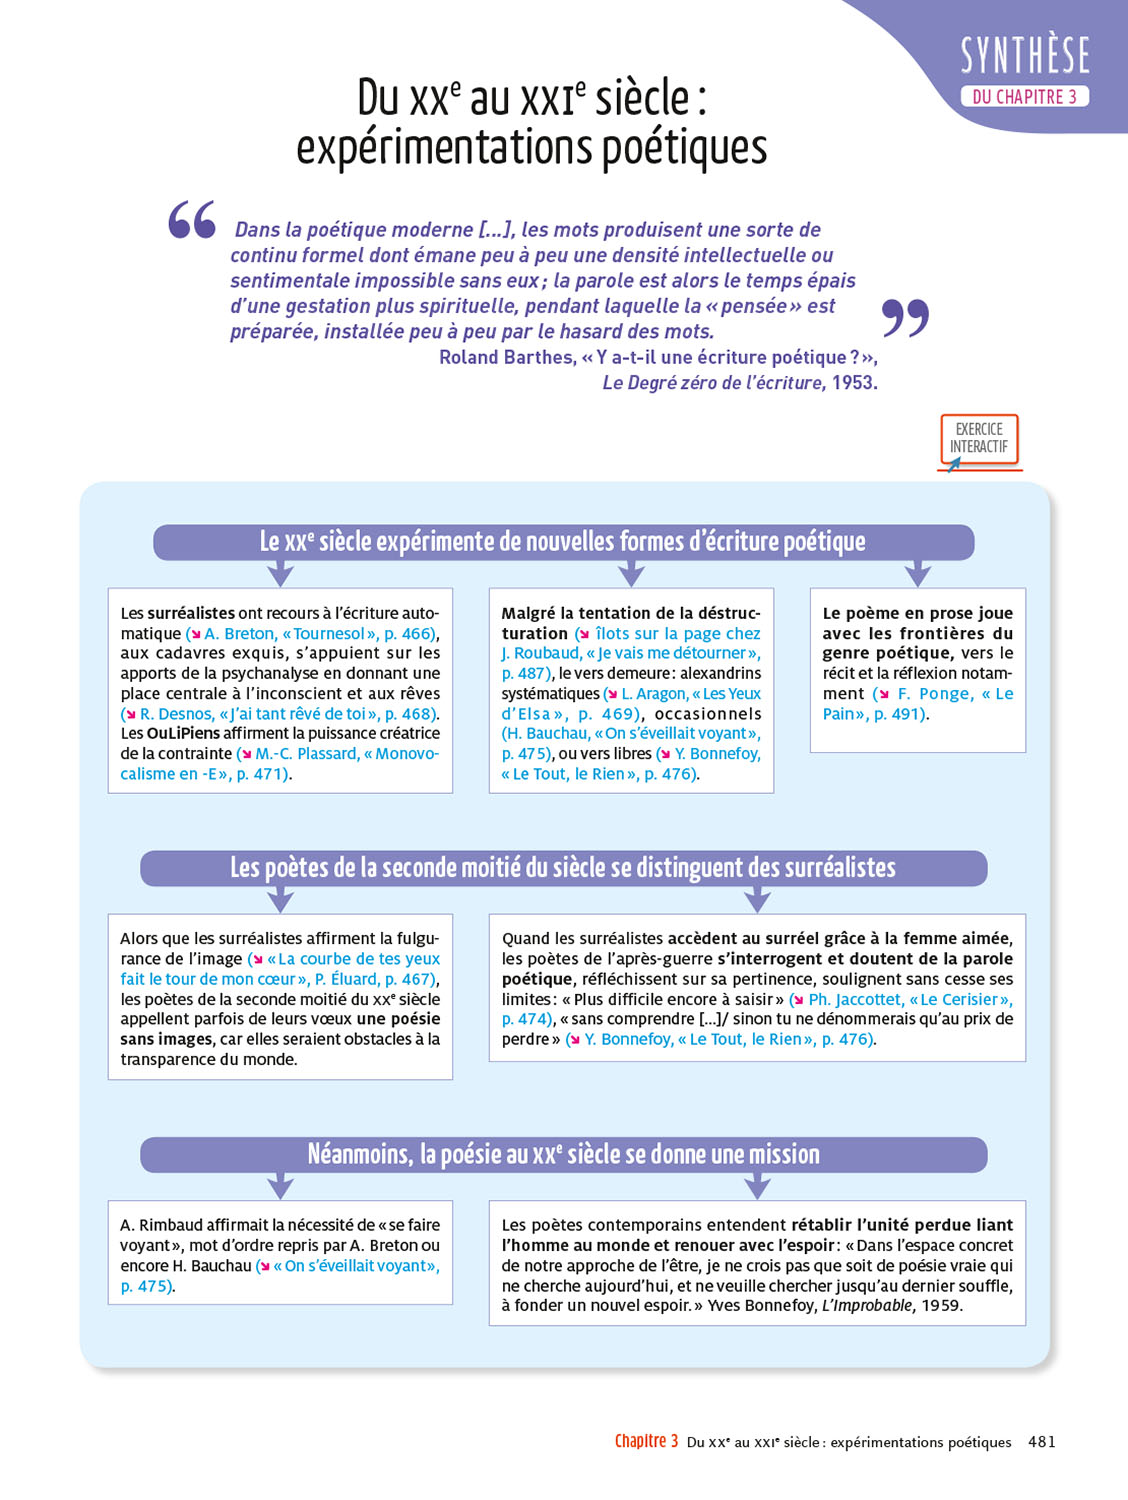 SYNTHÈSE
DU CHAPITRE 3
Du XXe au XXIe siècle :
expérimentations poétiques
“ Dans la poétique moderne [...], les mots produisent une sorte de
continu formel dont émane peu à peu une densité intellectuelle ou
sentimentale impossible sans eux ; la parole est alors le temps épais
d’une gestation plus spirituelle, pendant laquelle la « pensée » est
préparée, installée peu à peu par le hasard des mots. ”
Roland Barthes, « Y a-t-il une écriture poétique ? »,
Le Degré zéro de l’écriture, 1953.
EXERCICE
INTERACTIF
Le XXe siècle expérimente de nouvelles formes d’écriture poétique
Les surréalistes ont recours à l’écriture auto-
matique (↘ A. Breton, « Tournesol », p. 466),
aux cadavres exquis, s’appuient sur les
apports de la psychanalyse en donnant une
place centrale à l’inconscient et aux rêves
(↘ R. Desnos, « J’ai tant rêvé de toi », p. 468).
Les OuLiPiens affirment la puissance créatrice
de la contrainte (↘ M.-C. Plassard, « Monovo-
calisme en -E », p. 471).
Malgré la tentation de la déstruc-
turation (↘ îlots sur la page chez
J. Roubaud, « Je vais me détourner »,
p. 487), le vers demeure : alexandrins
systématiques (↘ L. Aragon, « Les Yeux
d’Elsa », p. 469), occasionnels
(H. Bauchau, « On s’éveillait voyant »,
p. 475), ou vers libres (↘ Y. Bonnefoy,
« Le Tout, le Rien », p. 476).
Le poème en prose joue
avec les frontières du
genre poétique, vers le
récit et la réflexion notam-
ment (↘ F. Ponge, « Le
Pain », p. 491).
Les poètes de la seconde moitié du siècle se distinguent des surréalistes
Alors que les surréalistes affirment la fulgu-
rance de l’image (↘ « La courbe de tes yeux
fait le tour de mon cœur », P. Éluard, p. 467),
les poètes de la seconde moitié du XXe siècle
appellent parfois de leurs vœux une poésie
sans images, car elles seraient obstacles à la
transparence du monde.
Quand les surréalistes accèdent au surréel grâce à la femme aimée,
les poètes de l’après-guerre s’interrogent et doutent de la parole
poétique, réfléchissent sur sa pertinence, soulignent sans cesse ses
limites : « Plus difficile encore à saisir » (↘ Ph. Jaccottet, « Le Cerisier »,
p. 474), « sans comprendre [...]/ sinon tu ne dénommerais qu’au prix de
perdre » (↘ Y. Bonnefoy, « Le Tout, le Rien », p. 476).
Néanmoins, la poésie au XXe siècle se donne une mission
A. Rimbaud affirmait la nécessité de « se faire
voyant », mot d’ordre repris par A. Breton ou
encore H. Bauchau (↘ « On s’éveillait voyant »,
p. 475).
Les poètes contemporains entendent rétablir l’unité perdue liant
l’homme au monde et renouer avec l’espoir : « Dans l’espace concret
de notre approche de l’être, je ne crois pas que soit de poésie vraie qui
ne cherche aujourd’hui, et ne veuille chercher jusqu’au dernier souffle,
à fonder un nouvel espoir. » Yves Bonnefoy, L’Improbable, 1959.
Chapitre 3 Du XXe au XXIe siècle : expérimentations poétiques 481